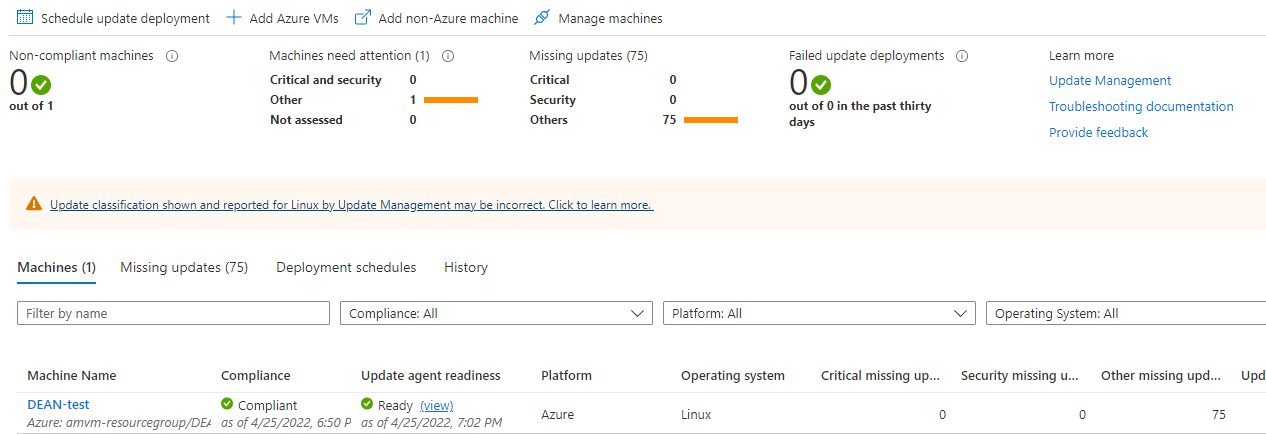 Schedule update deployment Add Azure VMs Add non-Azure machine Manage machines
Non-compliant machines Machines need attention (1) Missing updates (75) Failed update deployments Learn more
0 Critical and security 0 Critical 0 0 Update Management
out of 1 Other 1 Security 0 out of 0 in the past thirty Troubleshooting documentation
Not assessed 0 Others 75 days Provide feedback
Update classification shown and reported for Linux by Update Management may be incorrect. Click to learn more.
Machines (1) Missing updates (75) Deployment schedules History
Filter by name Compliance: All Platform: All Operating System: All
Machine Name Compliance Update agent readiness Platform Operating system Critical missing up... Security missing u... Other missing upd... Upd
DEAN-test Compliant Ready (view) Azure Linux 0 0 75
Azure: amvm-resourcegroup/DEA as of 4/25/2022, 6:50 P as of 4/25/2022, 7:02 PM